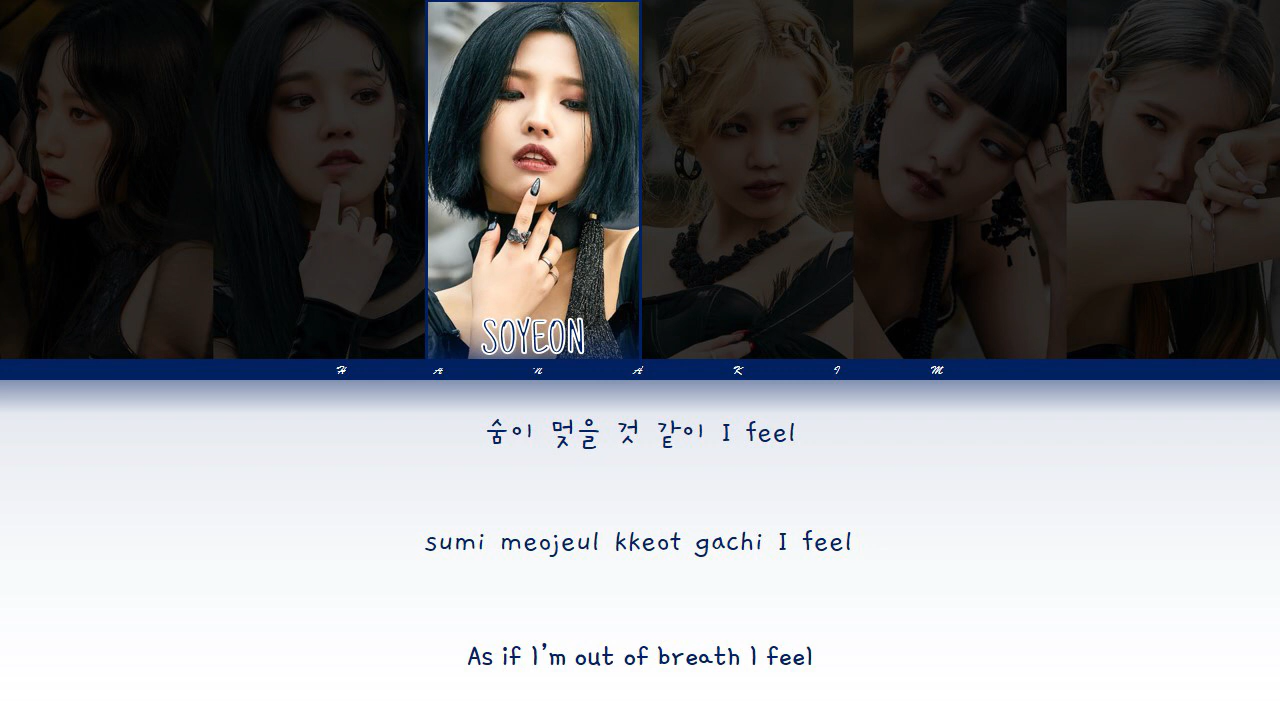 SOYEON
H A N A K I M
숨이 멎을 것 같이 I feel
sumi meojeul kkeot gachi I feel
As if I'm out of breath I feel